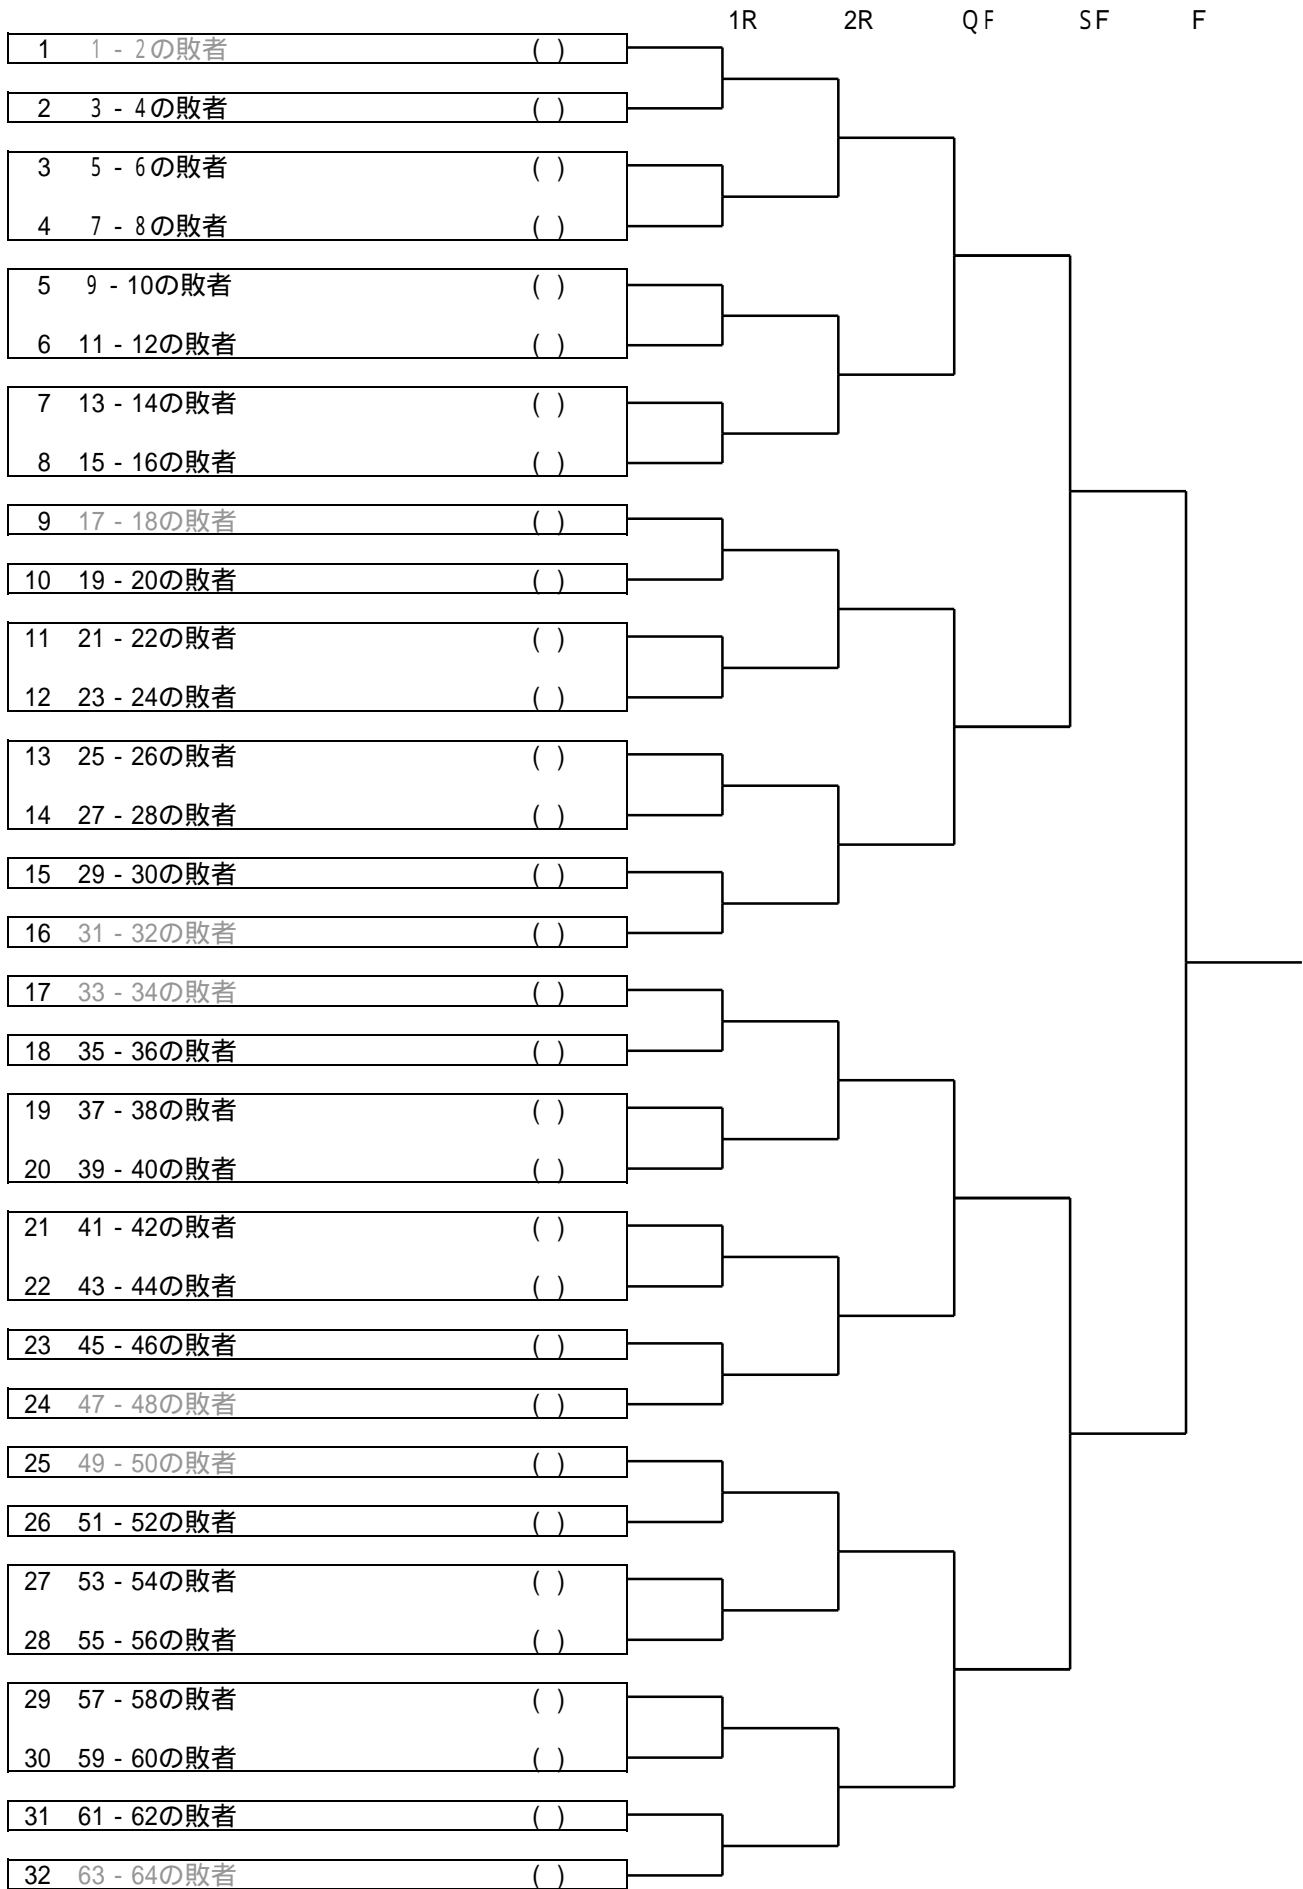 1R 2R QF SF F
1 1 - 2の敗者 ( )
2 3 - 4の敗者 ( )
3 5 - 6の敗者 ( )
4 7 - 8の敗者 ( )
5 9 - 10の敗者 ( )
6 11 - 12の敗者 ( )
7 13 - 14の敗者 ( )
8 15 - 16の敗者 ( )
9 17 - 18の敗者 ( )
10 19 - 20の敗者 ( )
11 21 - 22の敗者 ( )
12 23 - 24の敗者 ( )
13 25 - 26の敗者 ( )
14 27 - 28の敗者 ( )
15 29 - 30の敗者 ( )
16 31 - 32の敗者 ( )
17 33 - 34の敗者 ( )
18 35 - 36の敗者 ( )
19 37 - 38の敗者 ( )
20 39 - 40の敗者 ( )
21 41 - 42の敗者 ( )
22 43 - 44の敗者 ( )
23 45 - 46の敗者 ( )
24 47 - 48の敗者 ( )
25 49 - 50の敗者 ( )
26 51 - 52の敗者 ( )
27 53 - 54の敗者 ( )
28 55 - 56の敗者 ( )
29 57 - 58の敗者 ( )
30 59 - 60の敗者 ( )
31 61 - 62の敗者 ( )
32 63 - 64の敗者 ( )